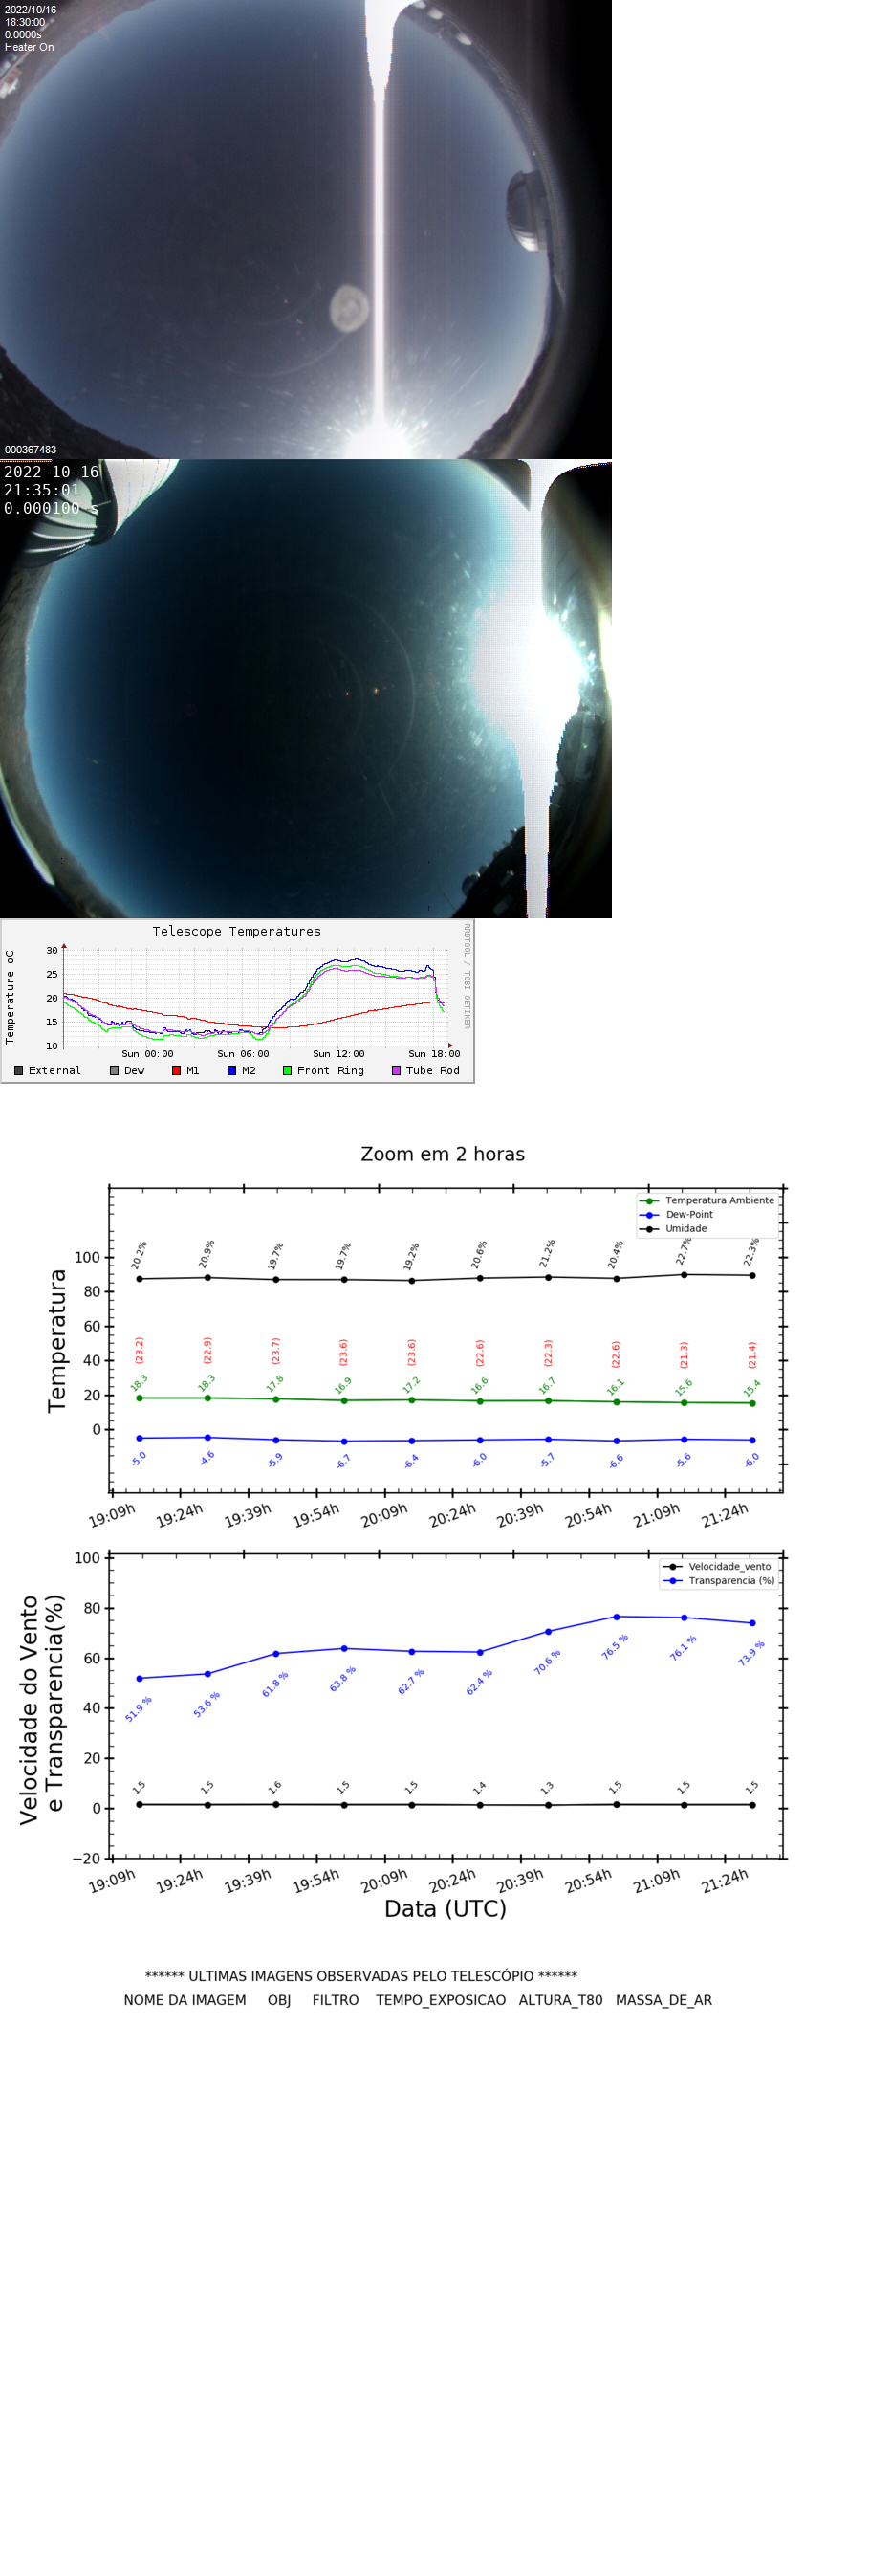 2022/10/16
18:30:00
0.0000s
Heater On
000367483
2022-10-16
21:35:01
0.000100 s
Telescope Temperatures
RRDTOOL / TOBI OETIKER
Temperature oC
30
25
20
15
10
Sun 00:00 Sun 06:00 Sun 12:00 Sun 18:00
External Dew M1 M2 Front Ring Tube Rod
Zoom em 2 horas
Temperatura Ambiente
Dew-Point
Umidade
Temperatura
100
80
60
40
20
0
20.2% 20.9% 19.7% 19.7% 19.2% 20.6% 21.2% 20.4% 22.7% 22.3%
(23.2) (22.9) (23.7) (23.6) (23.6) (22.6) (22.3) (22.6) (21.3) (21.4)
18.3 18.3 17.8 16.9 17.2 16.6 16.7 16.1 15.6 15.4
-5.0 -4.6 -5.9 -6.7 -6.4 -6.0 -5.7 -6.6 -5.6 -6.0
19:09h 19:24h 19:39h 19:54h 20:09h 20:24h 20:39h 20:54h 21:09h 21:24h
Velocidade_vento
Transparencia (%)
Velocidade do Vento
e Transparencia(%)
100
80
60
40
20
0
−20
51.9 % 53.6 % 61.8 % 63.8 % 62.7 % 62.4 % 70.6 % 76.5 % 76.1 % 73.9 %
1.5 1.5 1.6 1.5 1.5 1.4 1.3 1.5 1.5 1.5
19:09h 19:24h 19:39h 19:54h 20:09h 20:24h 20:39h 20:54h 21:09h 21:24h
Data (UTC)
****** ULTIMAS IMAGENS OBSERVADAS PELO TELESCÓPIO ******
NOME DA IMAGEM OBJ FILTRO TEMPO_EXPOSICAO ALTURA_T80 MASSA_DE_AR